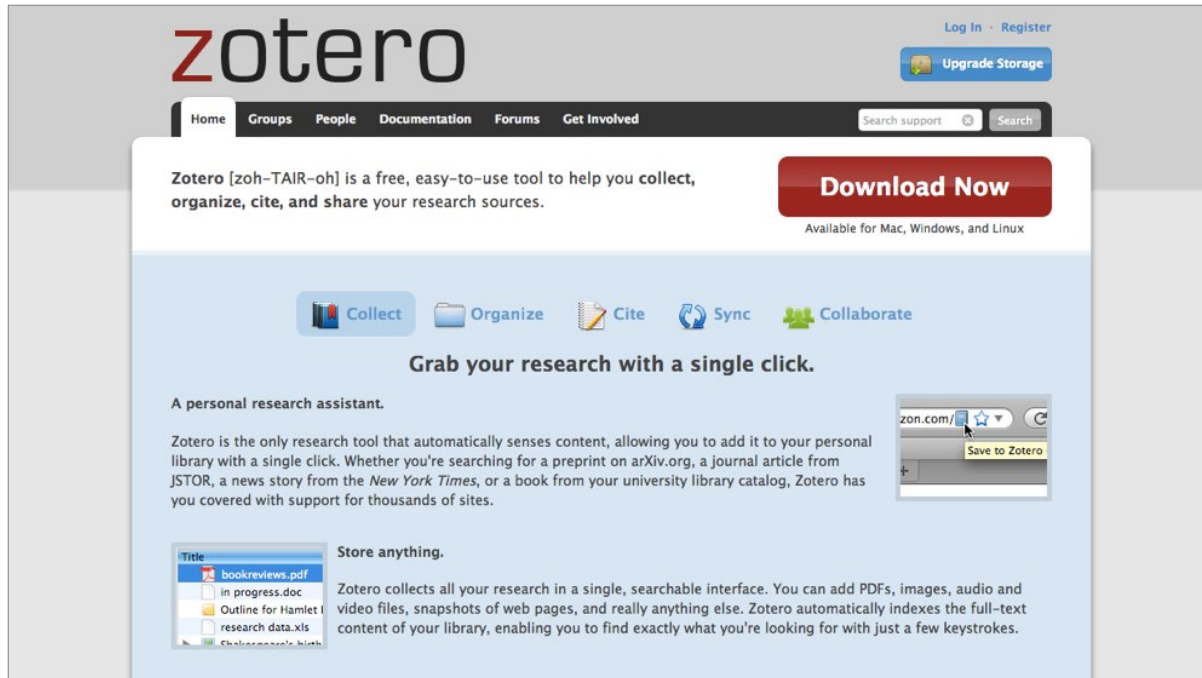 zotero
Log In · Register
Upgrade Storage
Home Groups People Documentation Forums Get Involved
Search support Search
Zotero [zoh-TAIR-oh] is a free, easy-to-use tool to help you collect,
organize, cite, and share your research sources.
Download Now
Available for Mac, Windows, and Linux
Collect Organize Cite Sync Collaborate
Grab your research with a single click.
A personal research assistant.
Zotero is the only research tool that automatically senses content, allowing you to add it to your personal
library with a single click. Whether you're searching for a preprint on arXiv.org, a journal article from
JSTOR, a news story from the New York Times, or a book from your university library catalog, Zotero has
you covered with support for thousands of sites.
zon.com/
Save to Zotero
Title
bookreviews.pdf
in progress.doc
Outline for Hamlet
research data.xls
Shakespeare's birth
Store anything.
Zotero collects all your research in a single, searchable interface. You can add PDFs, images, audio and
video files, snapshots of web pages, and really anything else. Zotero automatically indexes the full-text
content of your library, enabling you to find exactly what you're looking for with just a few keystrokes.